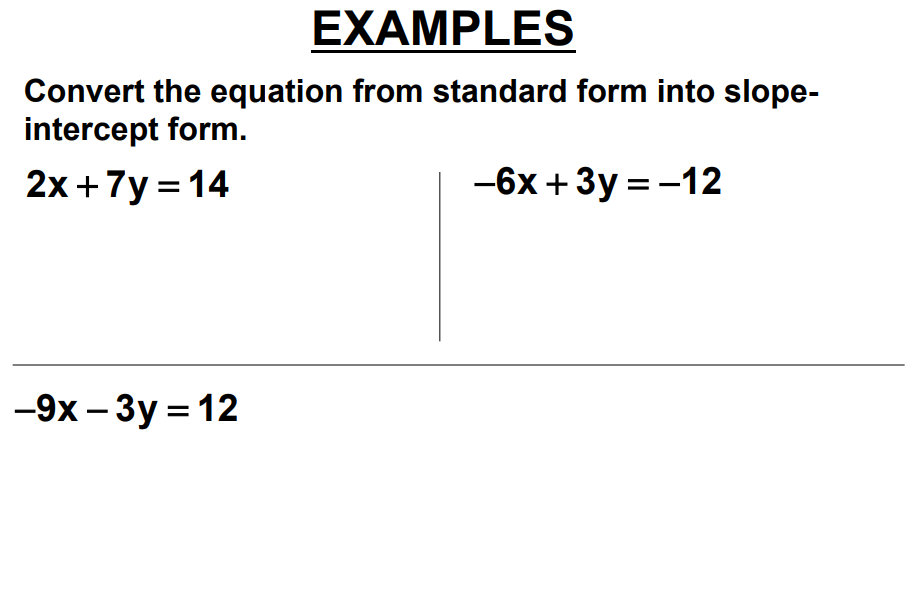 EXAMPLES
Convert the equation from standard form into slope-
intercept form.
2x + 7y = 14
–6x + 3y = –12
–9x – 3y = 12